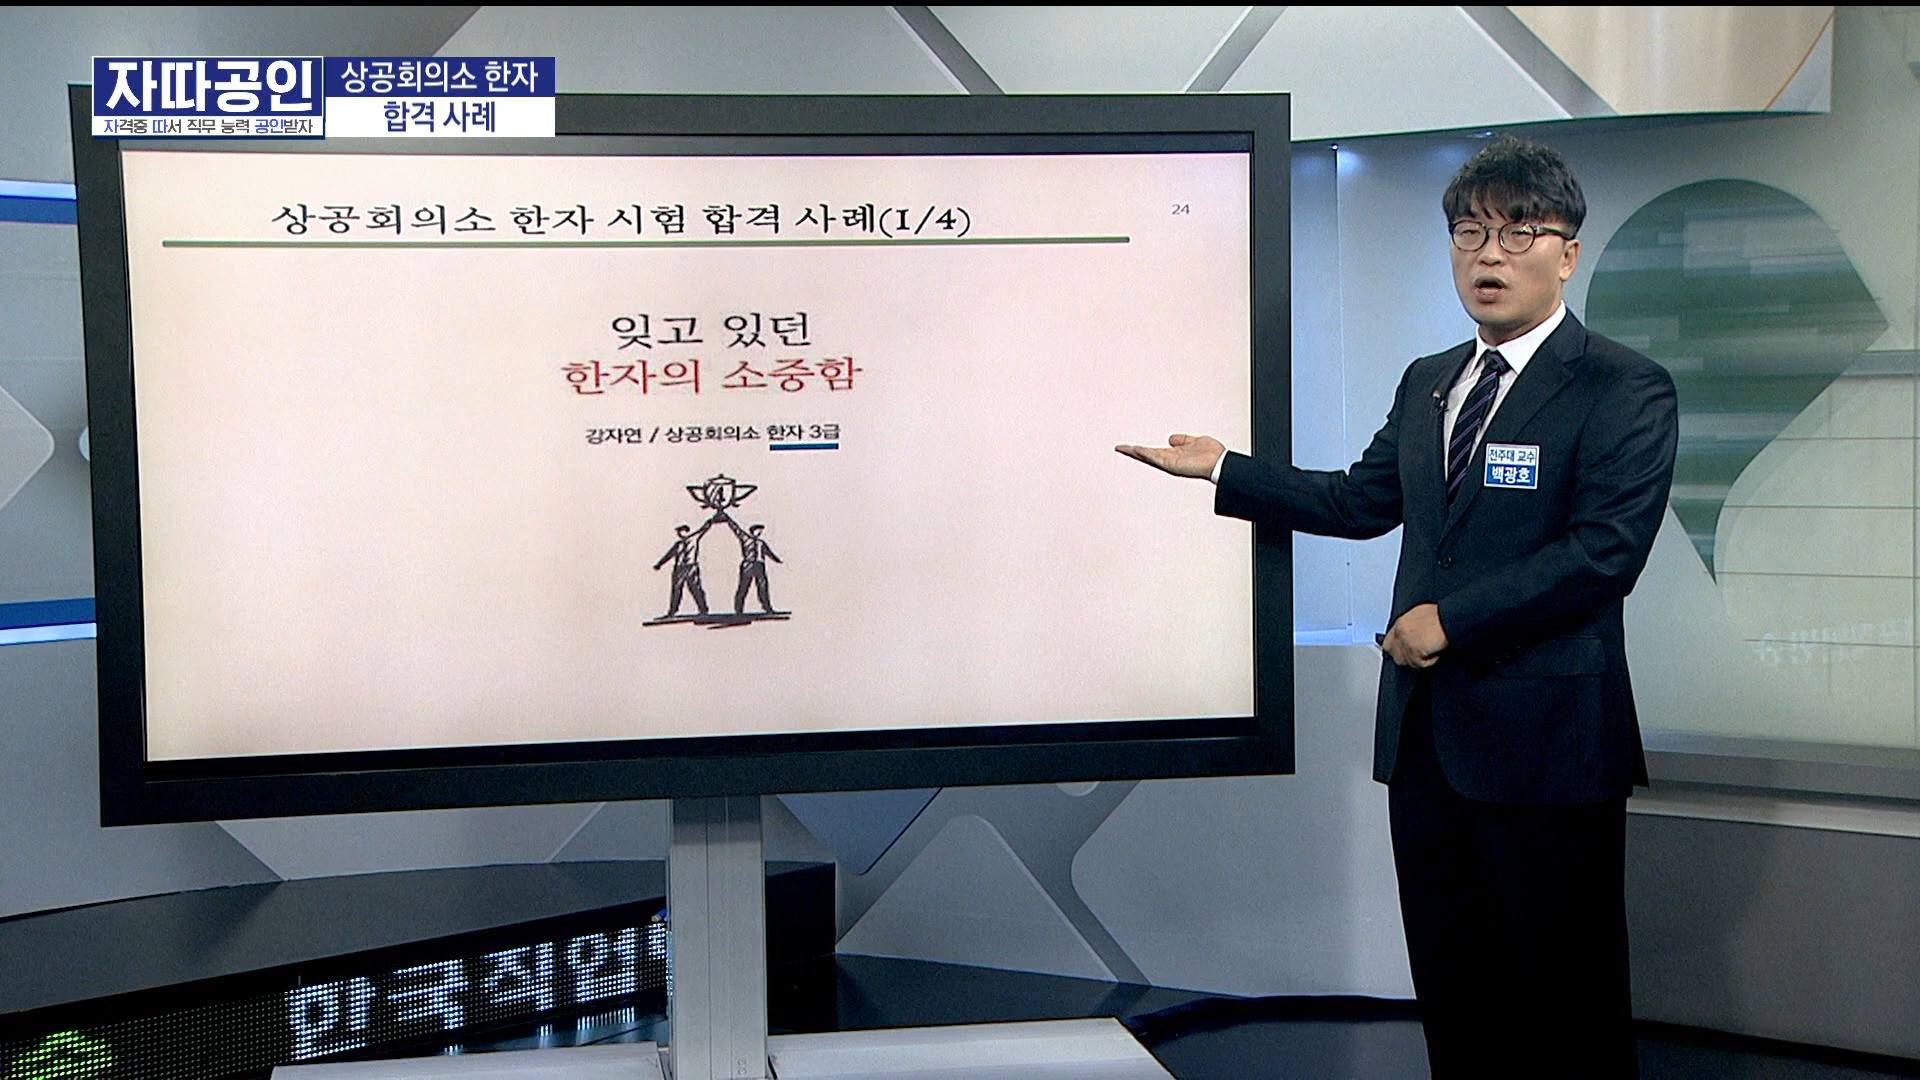 자따공인
자격증 따서 직무 능력 공인받자
상공회의소 한자
합격 사례
상공회의소 한자 시험 합격 사례(1/4)
24
잊고 있던
한자의 소중함
강자연 / 상공회의소 한자 3급
전주대 교수
백광호
국직업